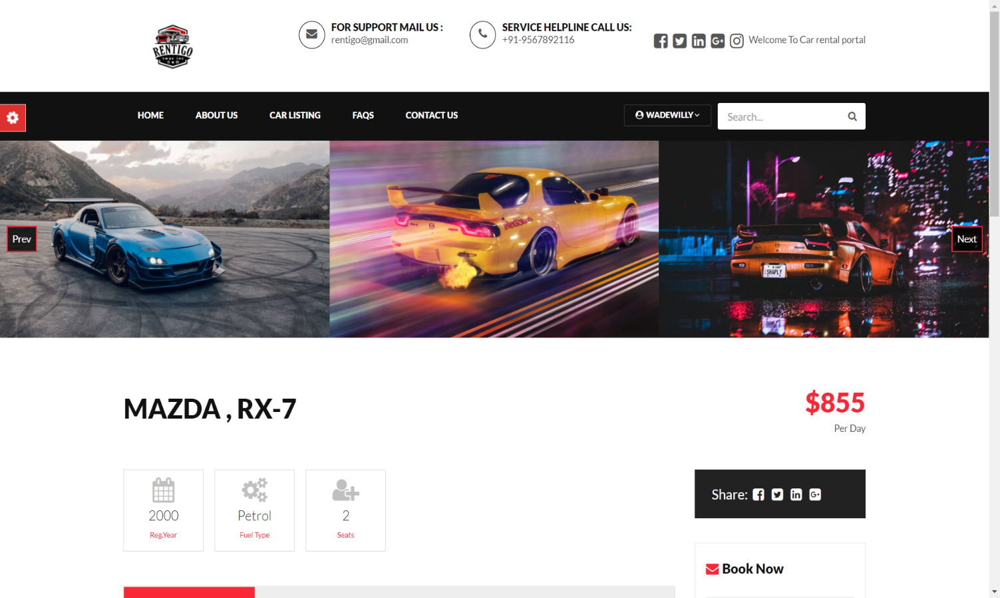 RENTIGO
FOR SUPPORT MAIL US :
rentigo@gmail.com
SERVICE HELPLINE CALL US:
+91-9567892116
Welcome To Car rental portal
HOME
ABOUT US
CAR LISTING
FAQS
CONTACT US
WADEWILLY
Search...
Prev
RedSuns
SHAPLY
Next
MAZDA , RX-7
$855
Per Day
2000
Reg.Year
Petrol
Fuel Type
2
Seats
Share:
Book Now